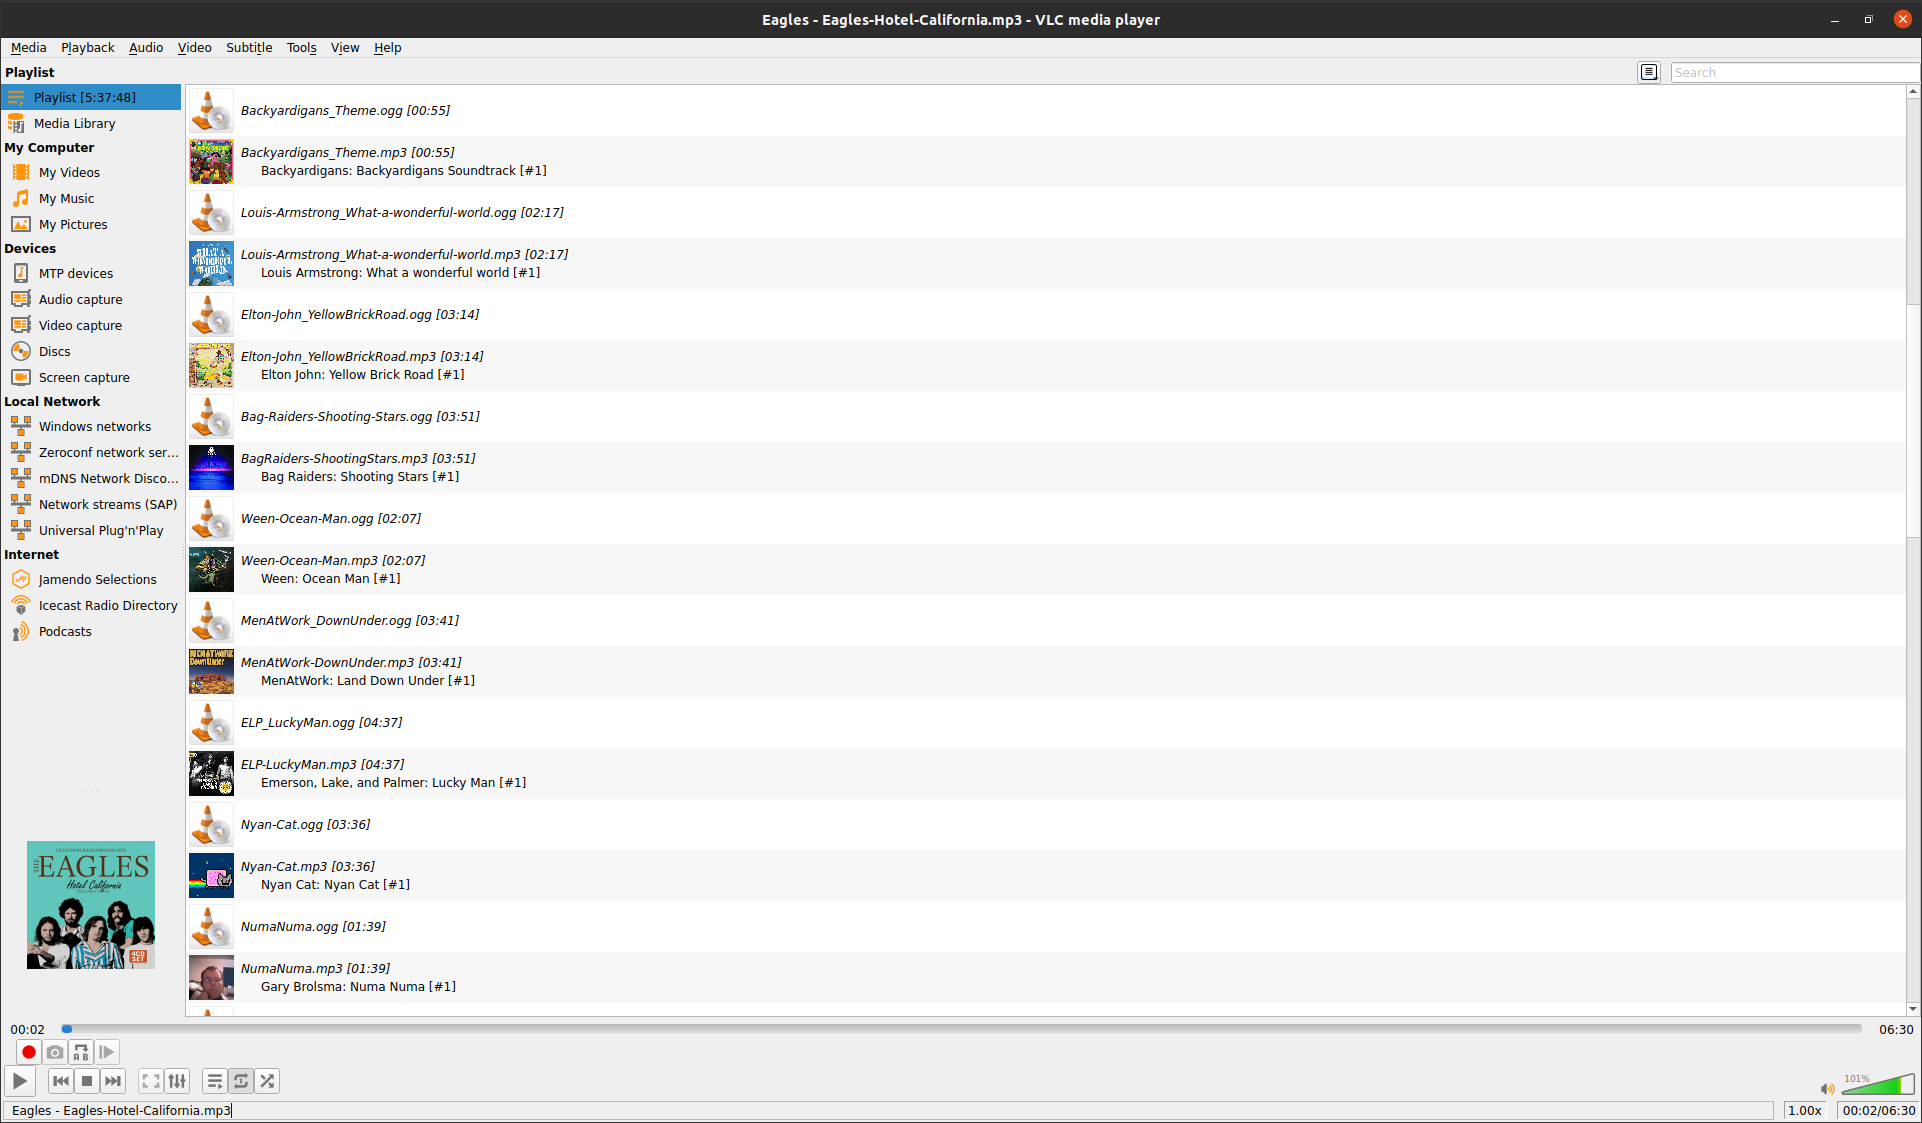 Eagles - Eagles-Hotel-California.mp3 - VLC media player
Media Playback Audio Video Subtitle Tools View Help
Playlist
Search
Playlist [5:37:48]
Media Library
My Computer
My Videos
My Music
My Pictures
Devices
MTP devices
Audio capture
Video capture
Discs
Screen capture
Local Network
Windows networks
Zeroconf network ser...
mDNS Network Disco...
Network streams (SAP)
Universal Plug'n'Play
Internet
Jamendo Selections
Icecast Radio Directory
Podcasts
LEGENDARY RADIO BROADCASTS
THE EAGLES
Hotel California
4CD SET
Backyardigans_Theme.ogg [00:55]
Backyardigans_Theme.mp3 [00:55]
Backyardigans: Backyardigans Soundtrack [#1]
Louis-Armstrong_What-a-wonderful-world.ogg [02:17]
Louis-Armstrong_What-a-wonderful-world.mp3 [02:17]
Louis Armstrong: What a wonderful world [#1]
Elton-John_YellowBrickRoad.ogg [03:14]
Elton-John_YellowBrickRoad.mp3 [03:14]
Elton John: Yellow Brick Road [#1]
Bag-Raiders-Shooting-Stars.ogg [03:51]
BagRaiders-ShootingStars.mp3 [03:51]
Bag Raiders: Shooting Stars [#1]
Ween-Ocean-Man.ogg [02:07]
Ween-Ocean-Man.mp3 [02:07]
Ween: Ocean Man [#1]
MenAtWork_DownUnder.ogg [03:41]
MEN AT WORK
Down Under
MenAtWork-DownUnder.mp3 [03:41]
MenAtWork: Land Down Under [#1]
ELP_LuckyMan.ogg [04:37]
ELP-LuckyMan.mp3 [04:37]
Emerson, Lake, and Palmer: Lucky Man [#1]
Nyan-Cat.ogg [03:36]
Nyan-Cat.mp3 [03:36]
Nyan Cat: Nyan Cat [#1]
NumaNuma.ogg [01:39]
NumaNuma.mp3 [01:39]
Gary Brolsma: Numa Numa [#1]
00:02
06:30
A B
101%
Eagles - Eagles-Hotel-California.mp3
1.00x
00:02/06:30